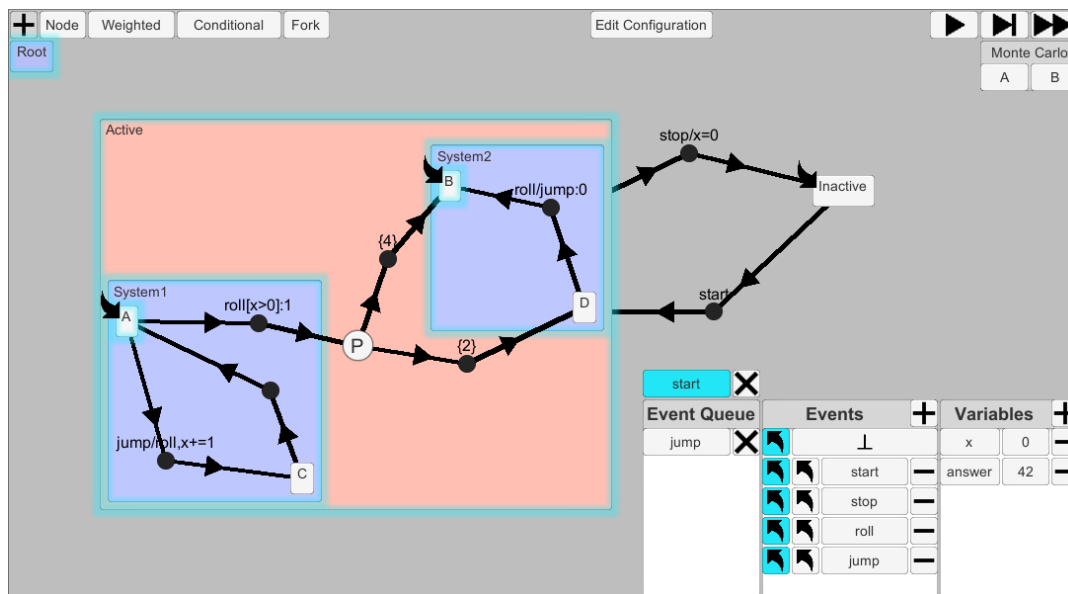 Node Weighted Conditional Fork Edit Configuration
Root
Monte Carlo
A B
Active
stop/x=0
System2
B
roll/jump:0
Inactive
{4}
System1
roll[x>0]:1
A
start
D
P
{2}
start
Event Queue Events Variables
jump ⊥ x 0
jump/roll,x+=1
C
start answer 42
stop
roll
jump